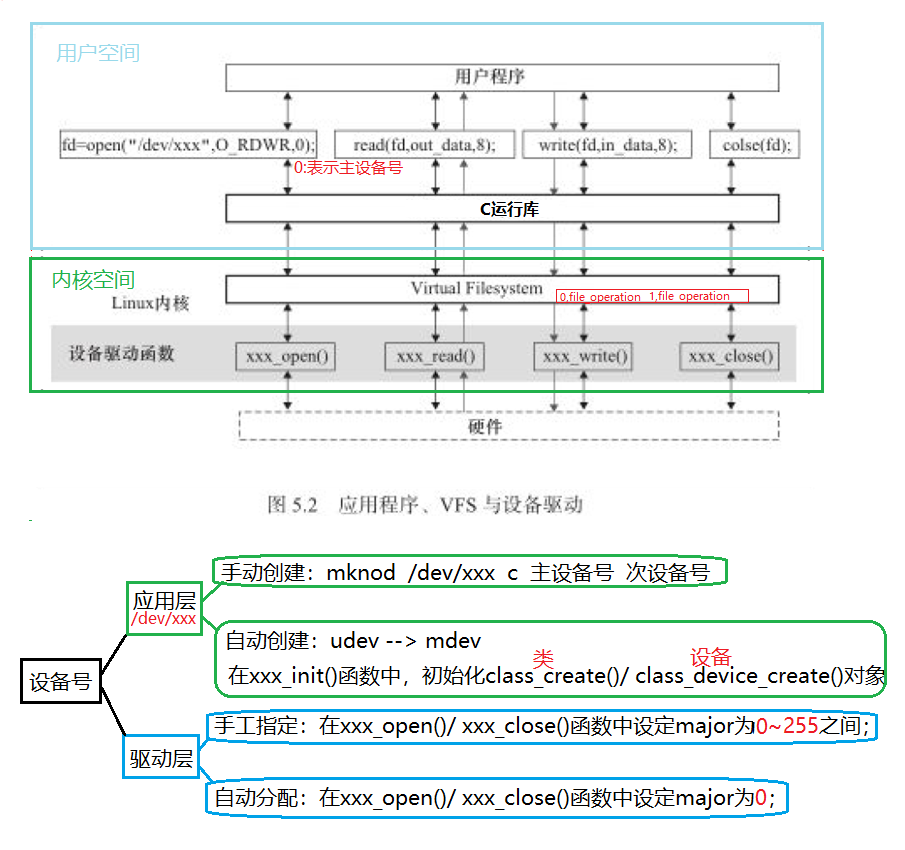 用户空间
用户程序
fd=open("/dev/xxx",O_RDWR,0);
read(fd,out_data,8);
write(fd,in_data,8);
colse(fd);
0:表示主设备号
C运行库
内核空间
Linux内核
Virtual Filesystem
0,file_operation 1,file_operation
设备驱动函数
xxx_open()
xxx_read()
xxx_write()
xxx_close()
硬件
图 5.2 应用程序、VFS 与设备驱动
手动创建：mknod /dev/xxx c 主设备号 次设备号
应用层
/dev/xxx
自动创建：udev --> mdev
类
设备
在xxx_init()函数中，初始化class_create()/ class_device_create()对象
设备号
手工指定：在xxx_open()/ xxx_close()函数中设定major为0~255之间；
驱动层
自动分配：在xxx_open()/ xxx_close()函数中设定major为0；